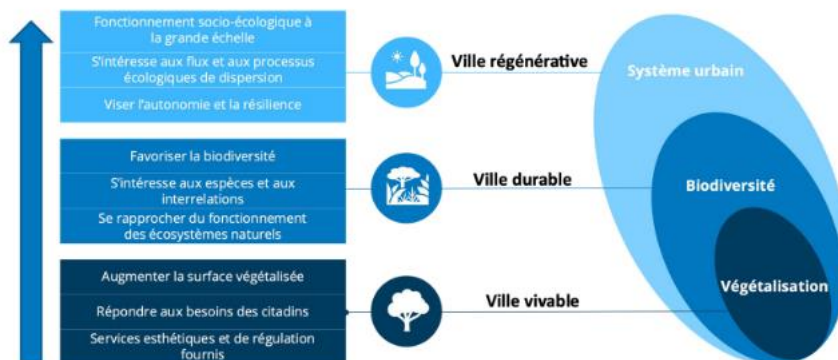 Fonctionnement socio-écologique à
la grande échelle
S'intéresse aux flux et aux processus
écologiques de dispersion
Viser l'autonomie et la résilience
Ville régénérative
Système urbain
Favoriser la biodiversité
S'intéresse aux espèces et aux
interrelations
Se rapprocher du fonctionnement
des écosystèmes naturels
Ville durable
Biodiversité
Augmenter la surface végétalisée
Répondre aux besoins des citadins
Services esthétiques et de régulation
fournis
Ville vivable
Végétalisation